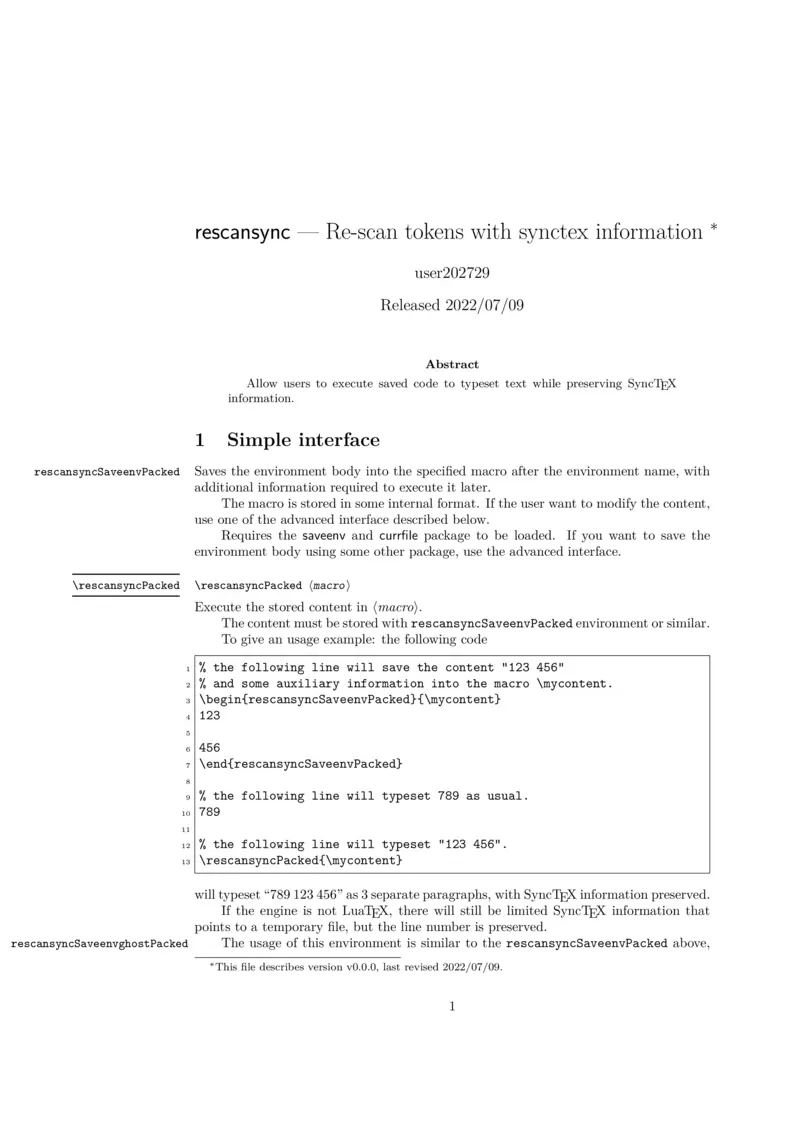 rescansync — Re-scan tokens with synctex information *
user202729
Released 2022/07/09
Abstract
Allow users to execute saved code to typeset text while preserving SyncTEX
information.
1 Simple interface
rescansyncSaveenvPacked Saves the environment body into the specified macro after the environment name, with
additional information required to execute it later.
The macro is stored in some internal format. If the user want to modify the content,
use one of the advanced interface described below.
Requires the saveenv and currfile package to be loaded. If you want to save the
environment body using some other package, use the advanced interface.
\rescansyncPacked \rescansyncPacked ⟨macro⟩
Execute the stored content in ⟨macro⟩.
The content must be stored with rescansyncSaveenvPacked environment or similar.
To give an usage example: the following code
1 % the following line will save the content "123 456"
2 % and some auxiliary information into the macro \mycontent.
3 \begin{rescansyncSaveenvPacked}{\mycontent}
4 123
5
6 456
7 \end{rescansyncSaveenvPacked}
8
9 % the following line will typeset 789 as usual.
10 789
11
12 % the following line will typeset "123 456".
13 \rescansyncPacked{\mycontent}
will typeset “789 123 456” as 3 separate paragraphs, with SyncTEX information preserved.
If the engine is not LuaTEX, there will still be limited SyncTEX information that
points to a temporary file, but the line number is preserved.
rescansyncSaveenvghostPacked The usage of this environment is similar to the rescansyncSaveenvPacked above,
*This file describes version v0.0.0, last revised 2022/07/09.
1